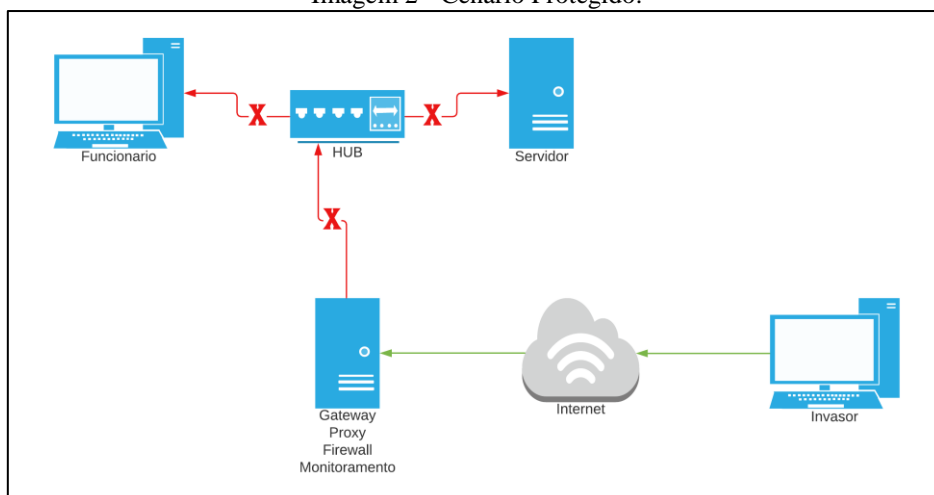 Imagem 2 - Cenário Protegido.
X
X
Funcionario
HUB
Servidor
X
Gateway
Proxy
Firewall
Monitoramento
Internet
Invasor